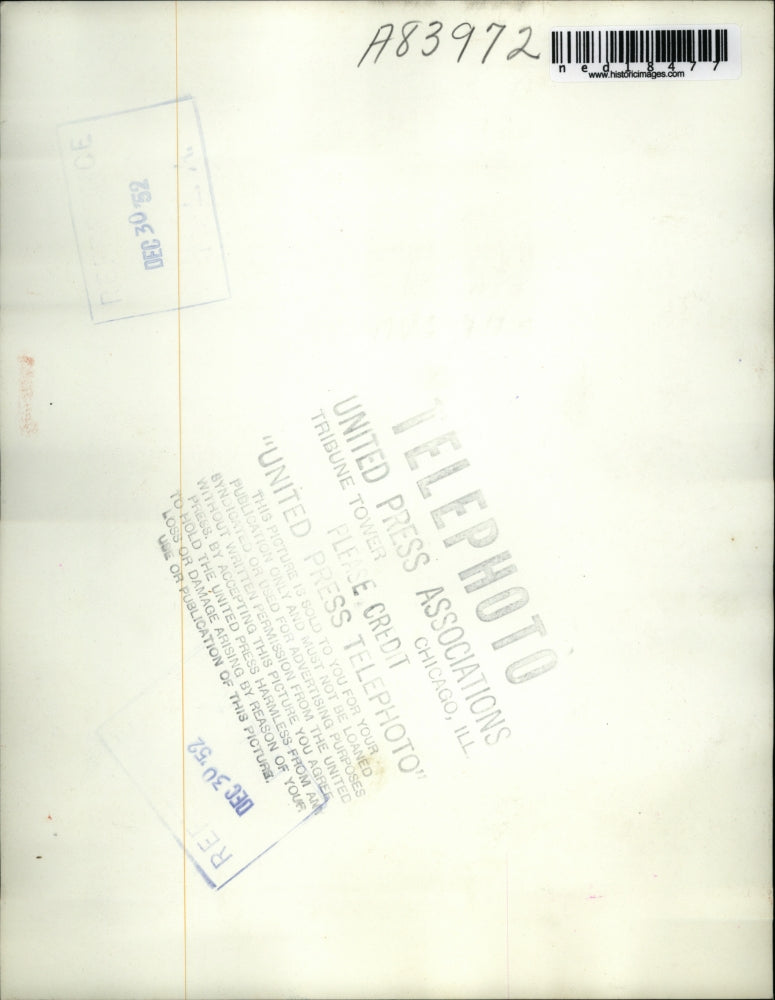 A83972
ned18477
www.historicimages.com
DEC 30 '52
TELEPHOTO
UNITED PRESS ASSOCIATIONS
TRIBUNE TOWER CHICAGO, ILL.
PLEASE CREDIT
"UNITED PRESS TELEPHOTO"
THIS PICTURE IS SOLD TO YOU FOR YOUR
PUBLICATION ONLY AND MUST NOT BE LOANED
SYNDICATED OR USED FOR ADVERTISING PURPOSES
WITHOUT WRITTEN PERMISSION FROM THE UNITED
PRESS. BY ACCEPTING THIS PICTURE YOU AGREE
TO HOLD THE UNITED PRESS HARMLESS FROM ANY
LOSS OR DAMAGE ARISING BY REASON OF YOUR
USE OR PUBLICATION OF THIS PICTURE.
DEC 30 '52